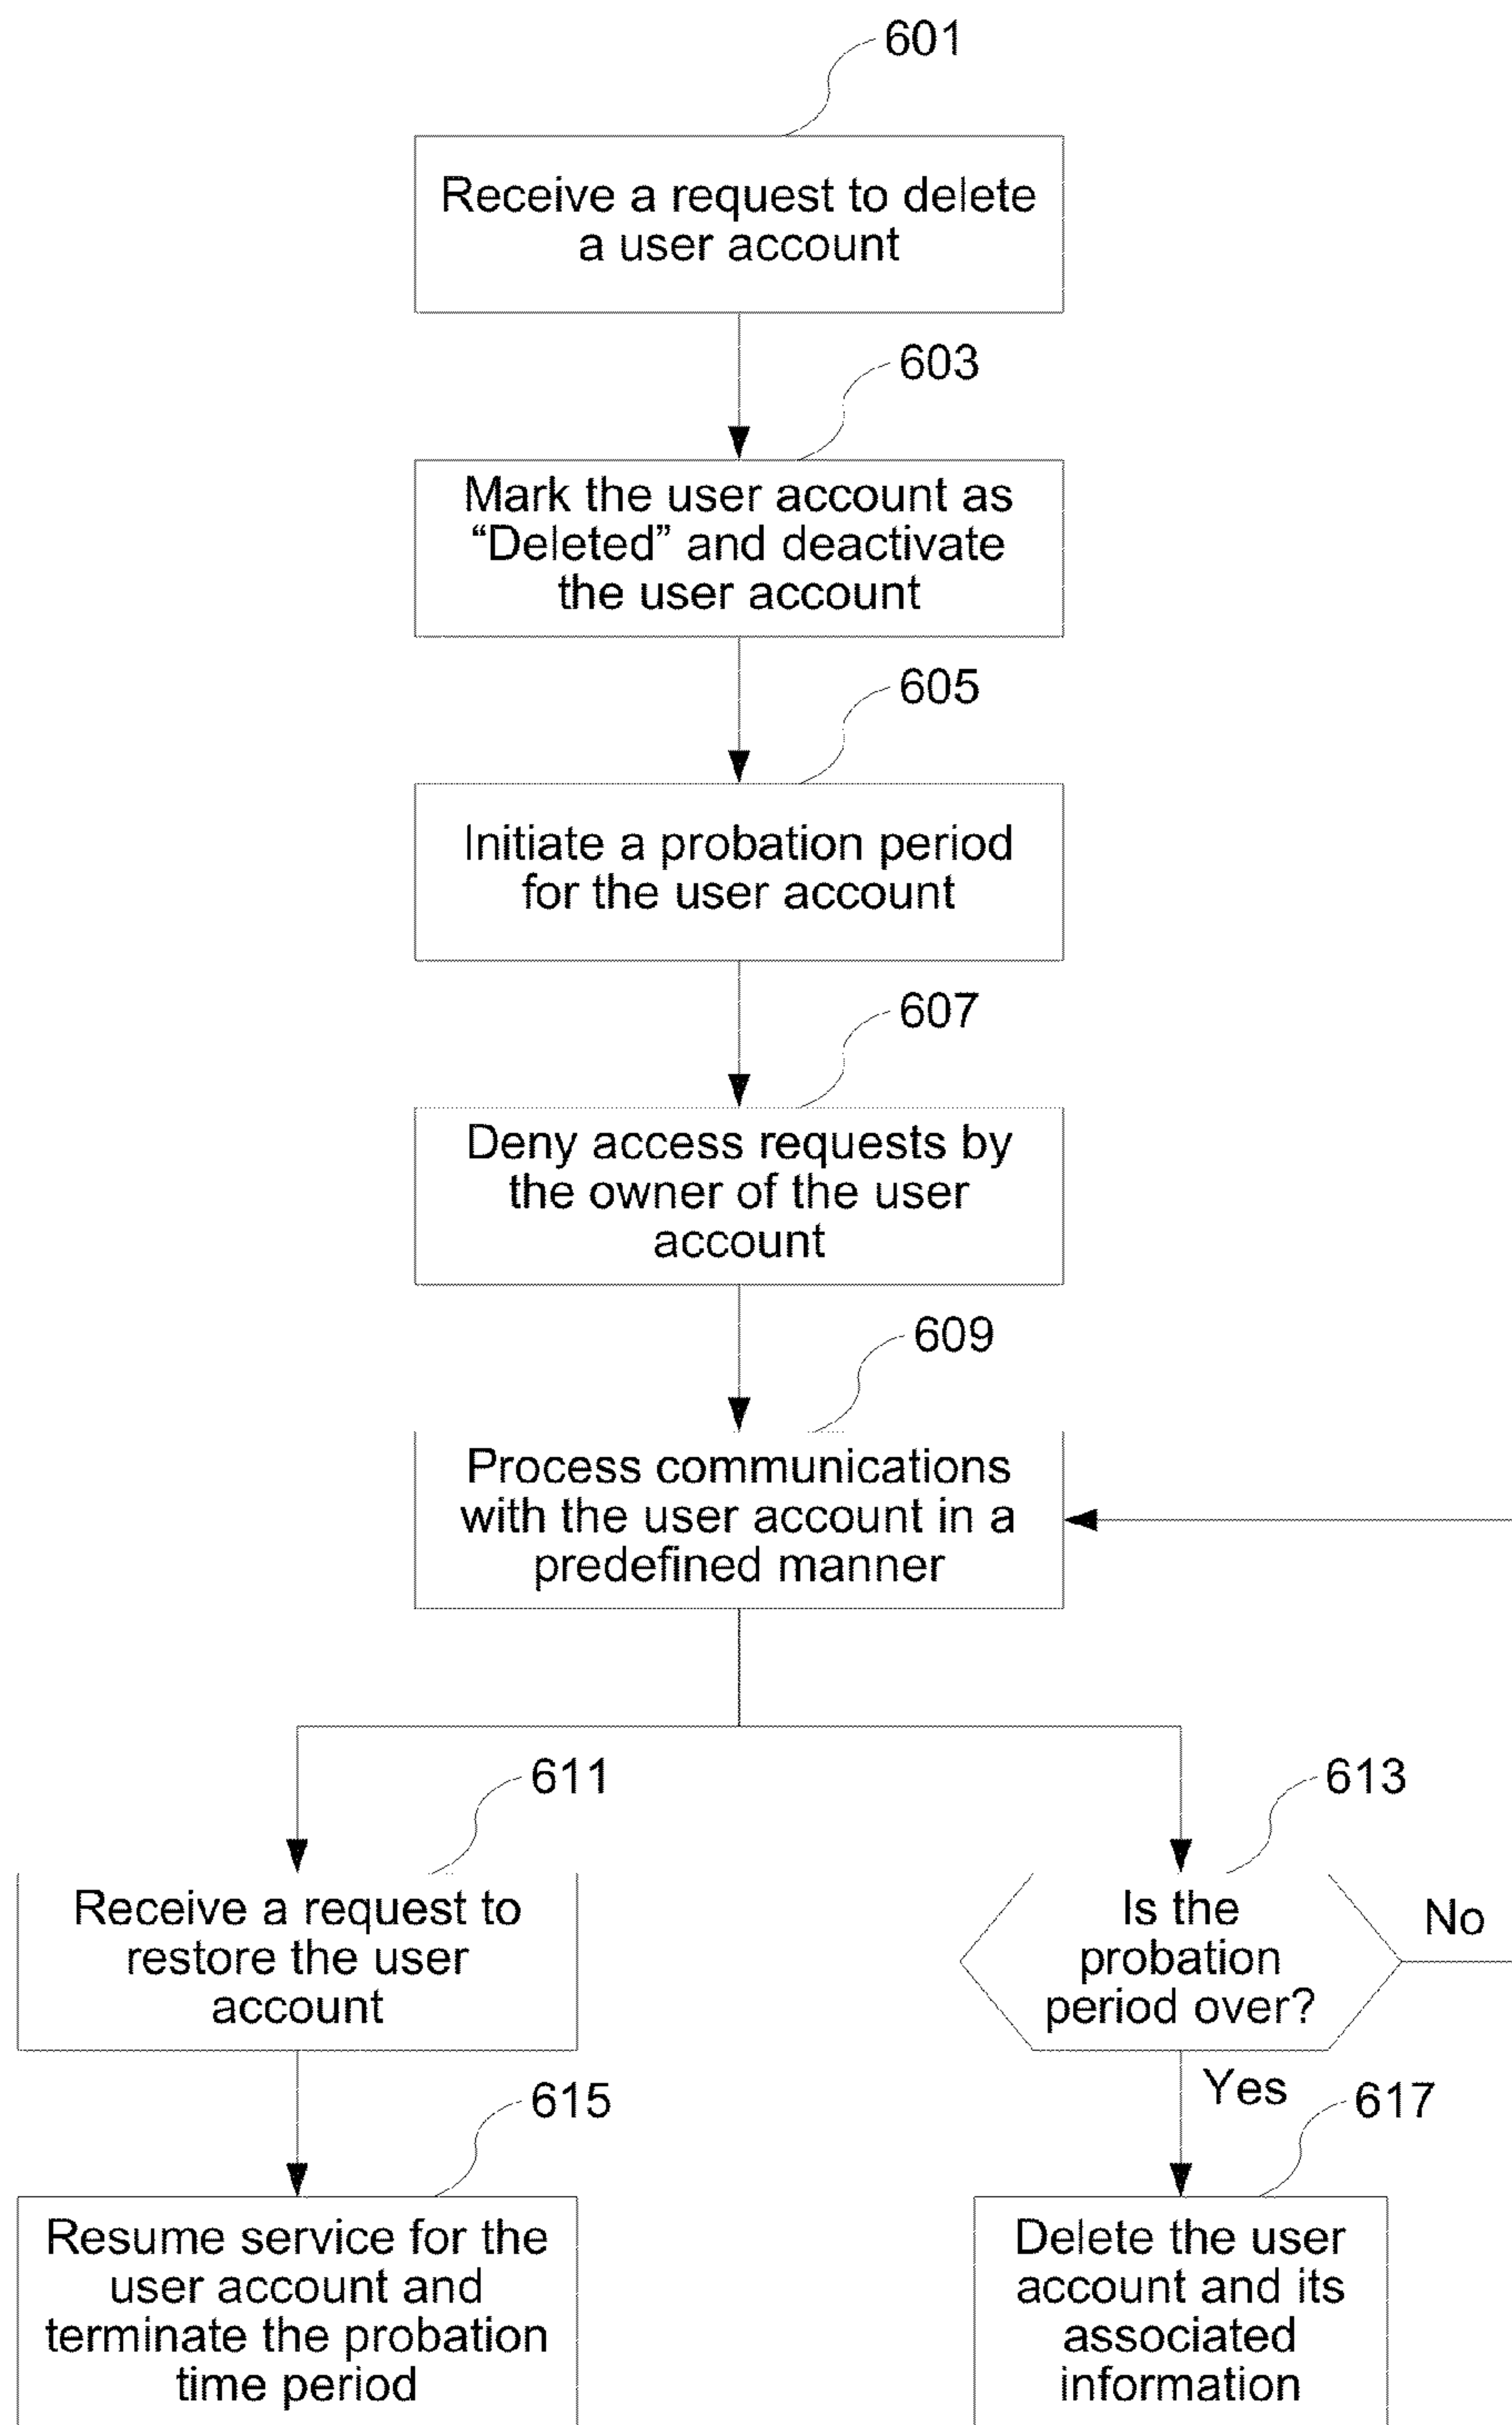 601
Receive a request to delete
a user account
603
Mark the user account as
“Deleted” and deactivate
the user account
605
Initiate a probation period
for the user account
607
Deny access requests by
the owner of the user
account
609
Process communications
with the user account in a
predefined manner
611
Receive a request to
restore the user
account
613
Is the
probation
period over?
No
Yes
615
Resume service for the
user account and
terminate the probation
time period
617
Delete the user
account and its
associated
information